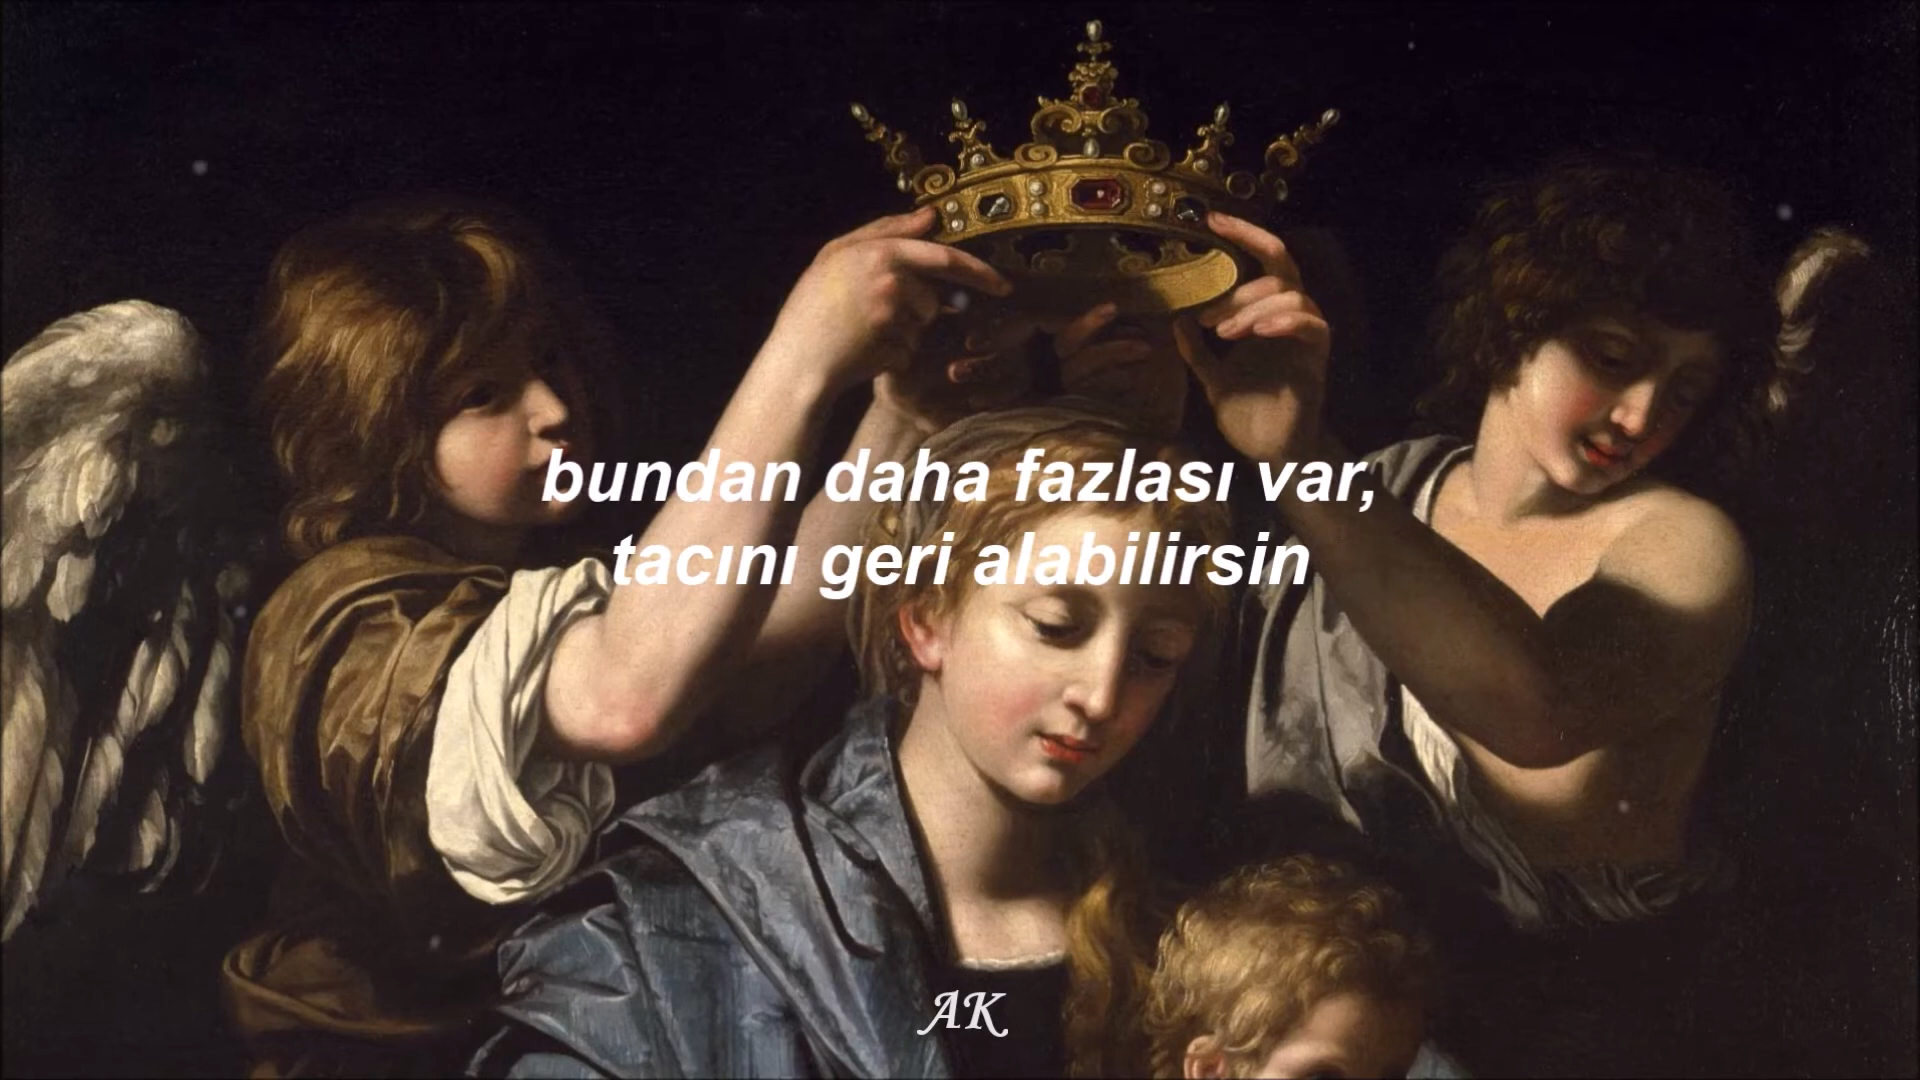 bundan daha fazlası var,
tacını geri alabilirsin
AK